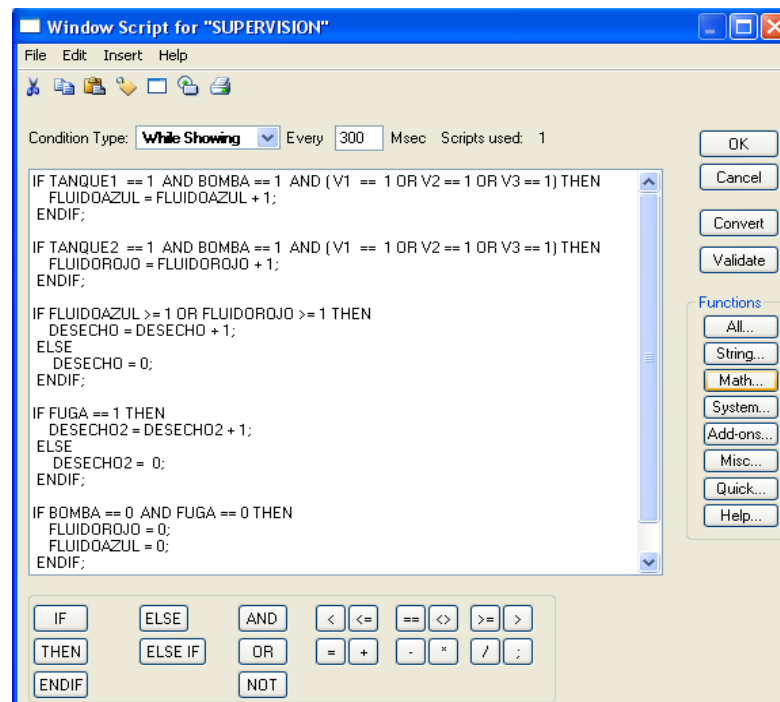 Window Script for "SUPERVISION"
File Edit Insert Help
Condition Type: While Showing Every 300 Msec Scripts used: 1
OK
Cancel
Convert
Validate
IF TANQUE1 == 1 AND BOMBA == 1 AND ( V1 == 1 OR V2 == 1 OR V3 == 1) THEN
FLUIDOAZUL = FLUIDOAZUL + 1;
ENDIF;
IF TANQUE2 == 1 AND BOMBA == 1 AND ( V1 == 1 OR V2 == 1 OR V3 == 1) THEN
FLUIDOROJO = FLUIDOROJO + 1;
ENDIF;
IF FLUIDOAZUL >= 1 OR FLUIDOROJO >= 1 THEN
DESECHO = DESECHO + 1;
ELSE
DESECHO = 0;
ENDIF;
IF FUGA == 1 THEN
DESECHO2 = DESECHO2 + 1;
ELSE
DESECHO2 = 0;
ENDIF;
IF BOMBA == 0 AND FUGA == 0 THEN
FLUIDOROJO = 0;
FLUIDOAZUL = 0;
ENDIF;
Functions
All...
String...
Math...
System...
Add-ons...
Misc...
Quick...
Help...
IF ELSE AND < <= == <> >= >
THEN ELSE IF OR = + - * / ;
ENDIF NOT